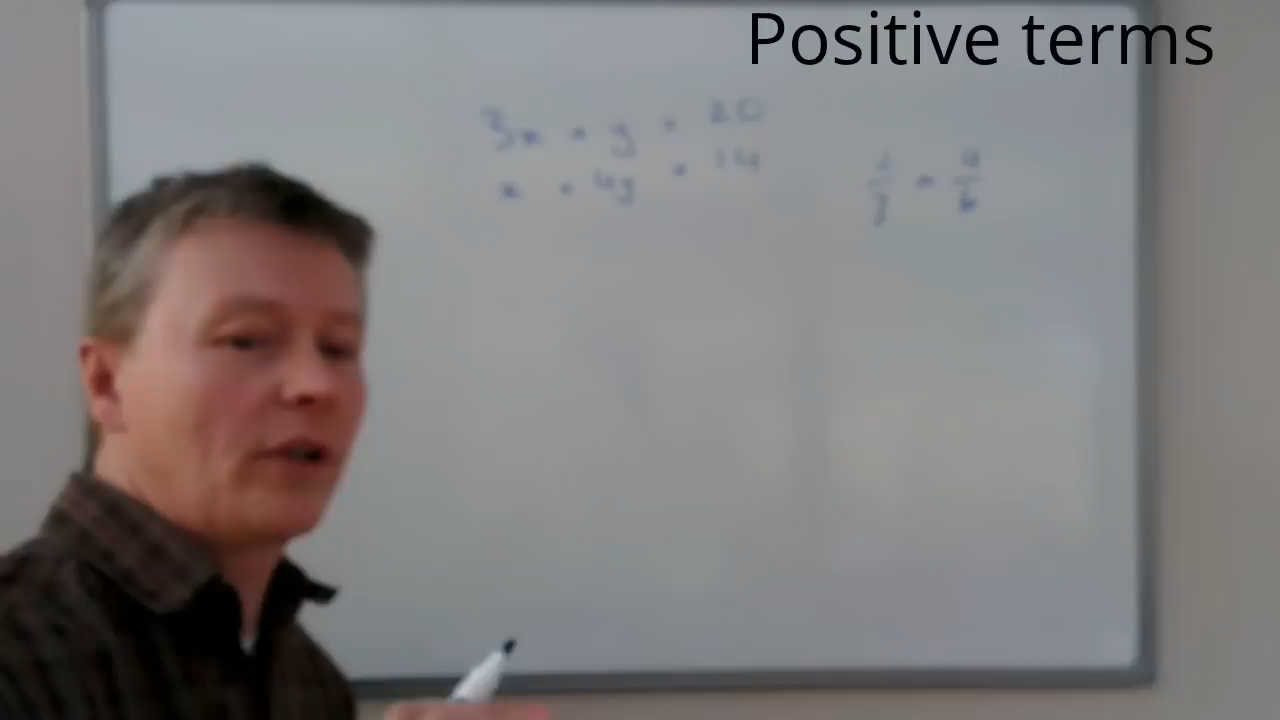 Positive terms
3x + y = 20
x + 4y = 14